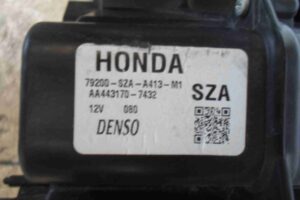 HONDA
79200-SZA-A413-M1
SZA
AA443170-7432
12V 080
DENSO